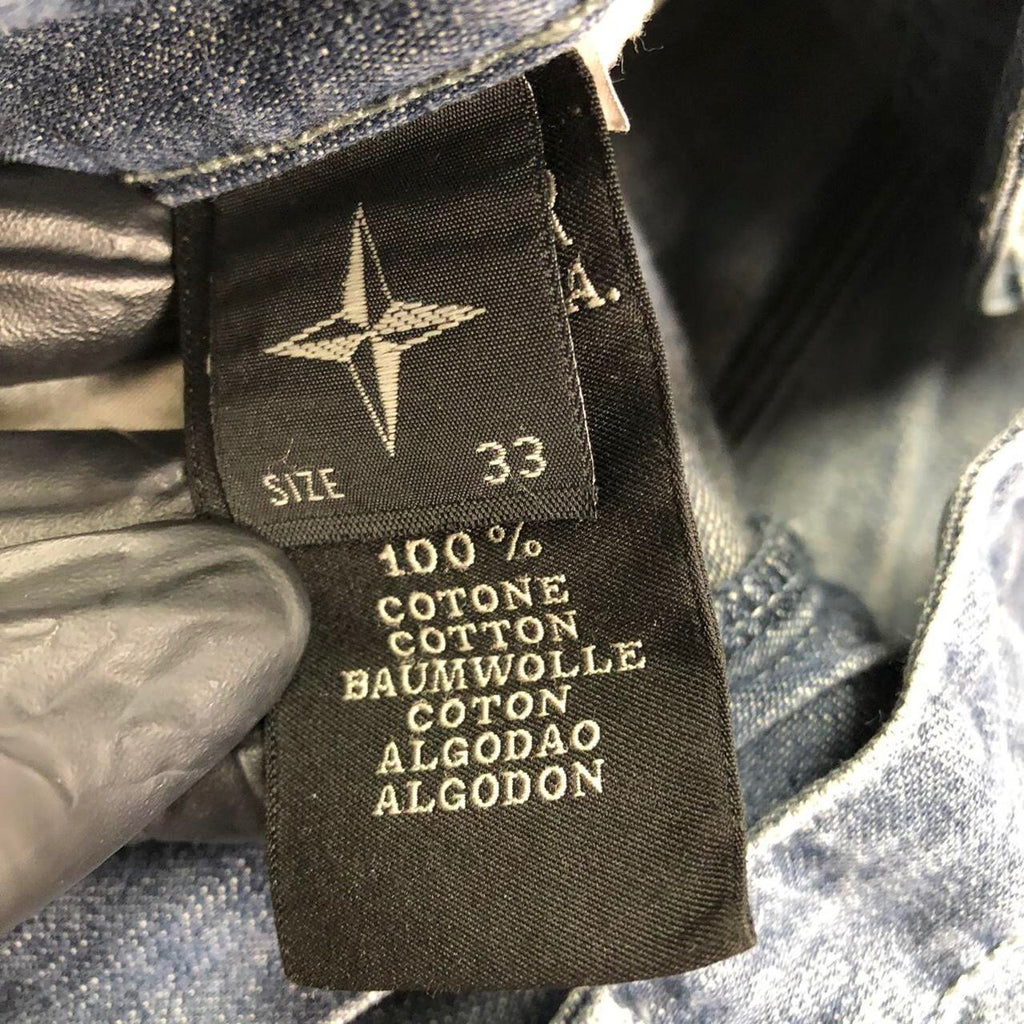 A.
SIZE 33
100%
COTONE
COTTON
BAUMWOLLE
COTON
ALGODAO
ALGODON